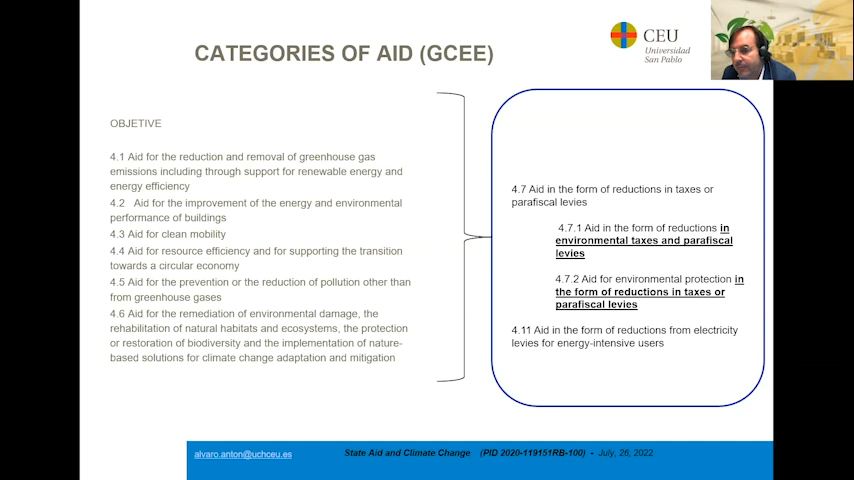 CATEGORIES OF AID (GCEE)
CEU
Universidad
San Pablo
OBJETIVE
4.1 Aid for the reduction and removal of greenhouse gas
emissions including through support for renewable energy and
energy efficiency
4.2 Aid for the improvement of the energy and environmental
performance of buildings
4.3 Aid for clean mobility
4.4 Aid for resource efficiency and for supporting the transition
towards a circular economy
4.5 Aid for the prevention or the reduction of pollution other than
from greenhouse gases
4.6 Aid for the remediation of environmental damage, the
rehabilitation of natural habitats and ecosystems, the protection
or restoration of biodiversity and the implementation of nature-
based solutions for climate change adaptation and mitigation
4.7 Aid in the form of reductions in taxes or
parafiscal levies
4.7.1 Aid in the form of reductions in
environmental taxes and parafiscal
levies
4.7.2 Aid for environmental protection in
the form of reductions in taxes or
parafiscal levies
4.11 Aid in the form of reductions from electricity
levies for energy-intensive users
alvaro.anton@uchceu.es
State Aid and Climate Change (PID 2020-119151RB-100) - July, 26, 2022